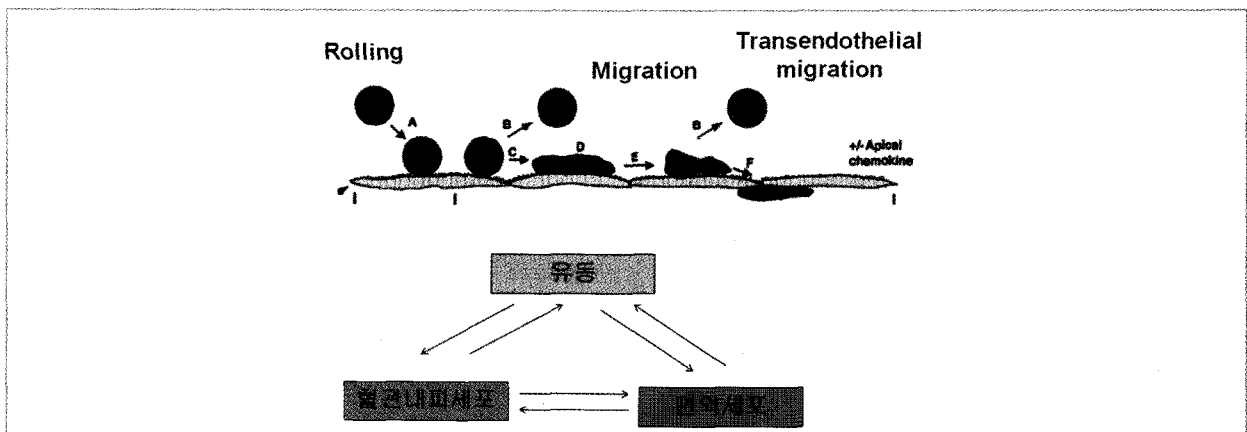 Rolling
Migration
Transendothelial
migration
A
B
C
D
E
B
F
+/- Apical
chemokine
유동
혈관내피세포
면역세포